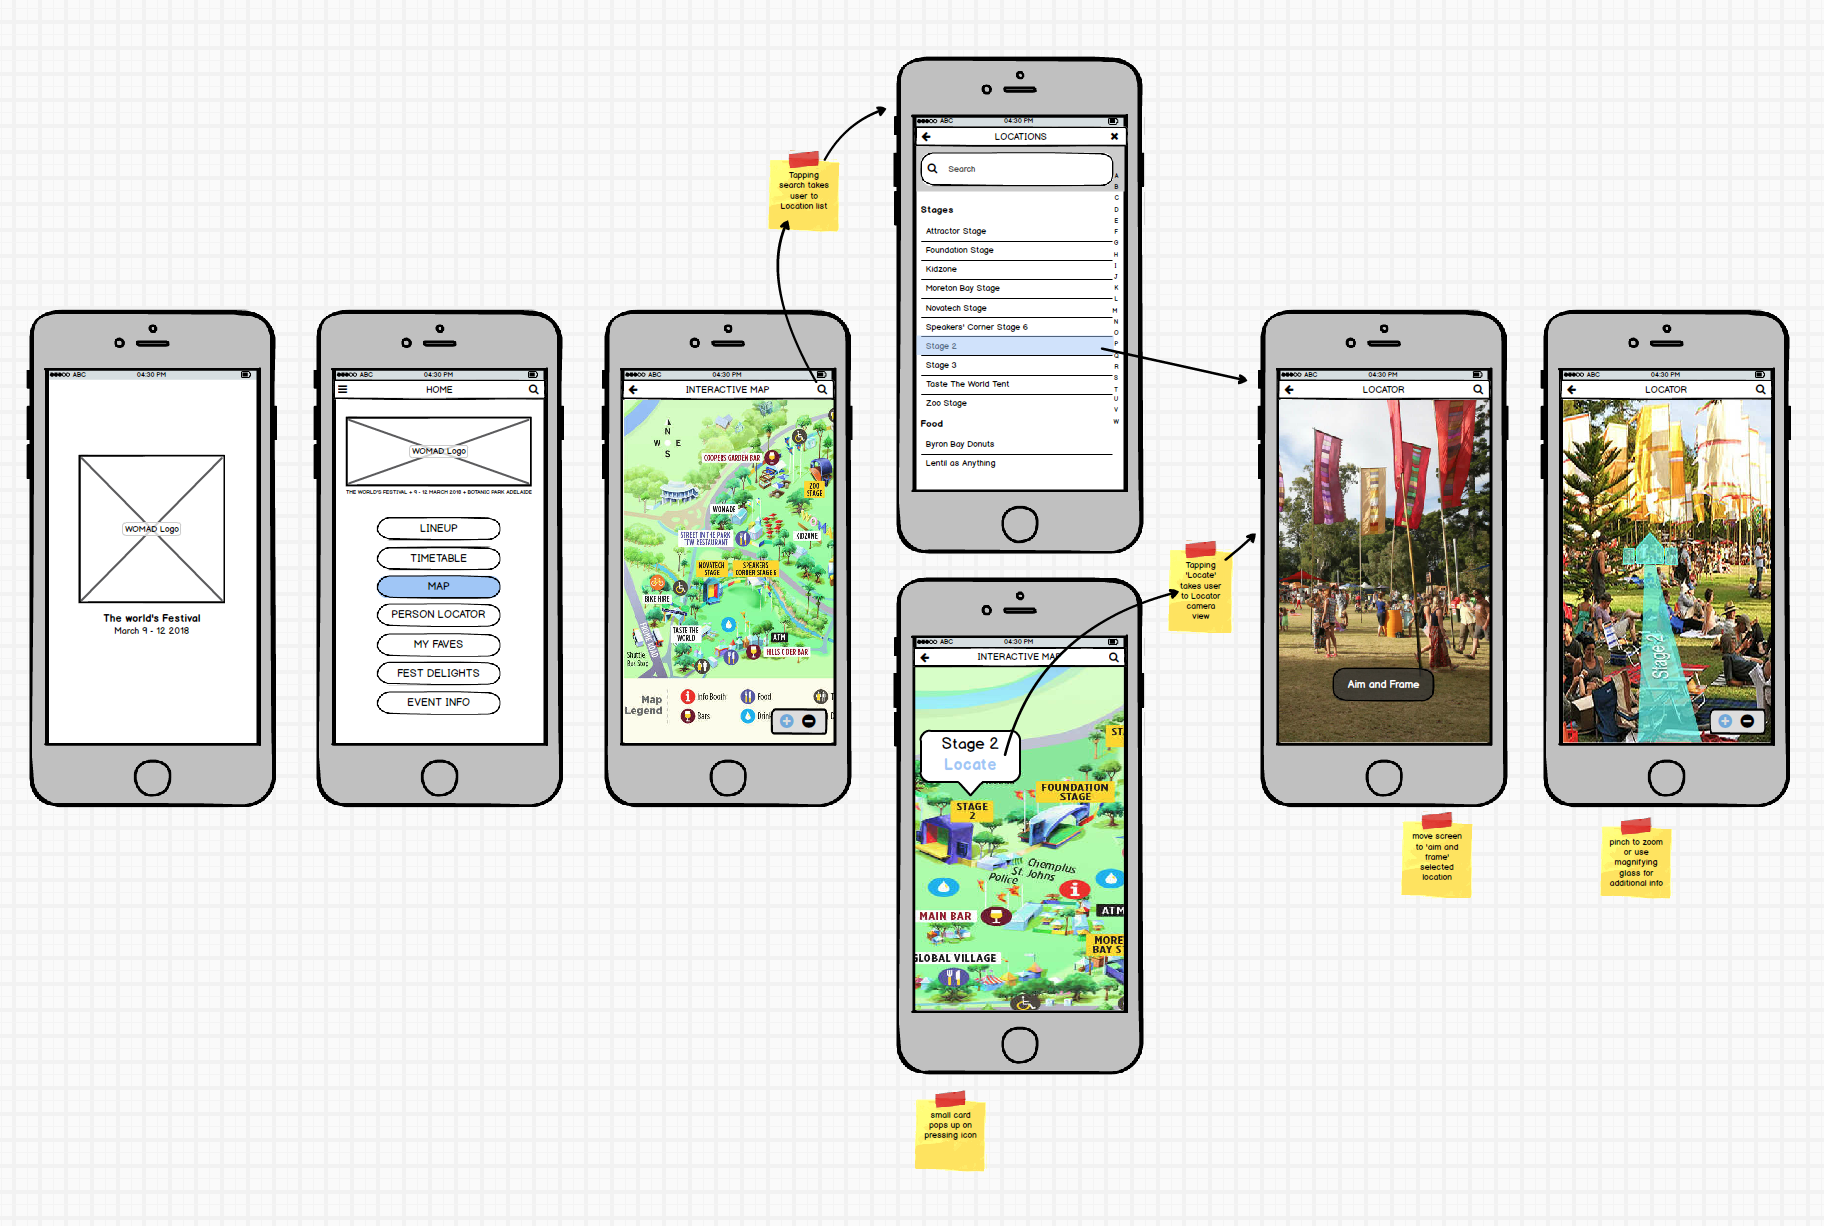 ABC 04:30 PM
WOMAD Logo
The world's Festival
March 9 - 12 2018
ABC 04:30 PM
HOME
WOMAD Logo
THE WORLD'S FESTIVAL + 9 - 12 MARCH 2018 + BOTANIC PARK ADELAIDE
LINEUP
TIMETABLE
MAP
PERSON LOCATOR
MY FAVES
FEST DELIGHTS
EVENT INFO
ABC 04:30 PM
INTERACTIVE MAP
N
W E
S
COOPERS GARDEN BAR
ZOO
STAGE
WOMADE
STREET IN THE PARK
KIDZONE
NOVATECH
STAGE
SPEAKERS
CORNER STAGE 6
BIKE HIRE
TASTE THE
WORLD
ATM
HILLS CIDER BAR
Shuttle
Bus Stop
Map
Legend
Info Booth
Food
T
Bars
Drink
D
Tapping
search takes
user to
Location list
ABC 04:30 PM
LOCATIONS
Search
Stages
Attractor Stage
Foundation Stage
Kidzone
Moreton Bay Stage
Novatech Stage
Speakers' Corner Stage 6
Stage 2
Stage 3
Taste The World Tent
Zoo Stage
Food
Byron Bay Donuts
Lentil as Anything
A
B
C
D
E
F
G
H
I
J
K
L
M
N
O
P
Q
R
S
T
U
V
W
ABC 04:30 PM
INTERACTIVE MAP
Stage 2
Locate
ST
STAGE
2
FOUNDATION
STAGE
Chemplus
St. Johns
Police
MAIN BAR
ATM
MORE
BAY S
GLOBAL VILLAGE
small card
pops up on
pressing icon
Tapping
'Locate'
takes user
to Locator
camera
view
ABC 04:30 PM
LOCATOR
Aim and Frame
move screen
to 'aim and
frame'
selected
location
ABC 04:30 PM
LOCATOR
Stage 2
pinch to zoom
or use
magnifying
glass for
additional info